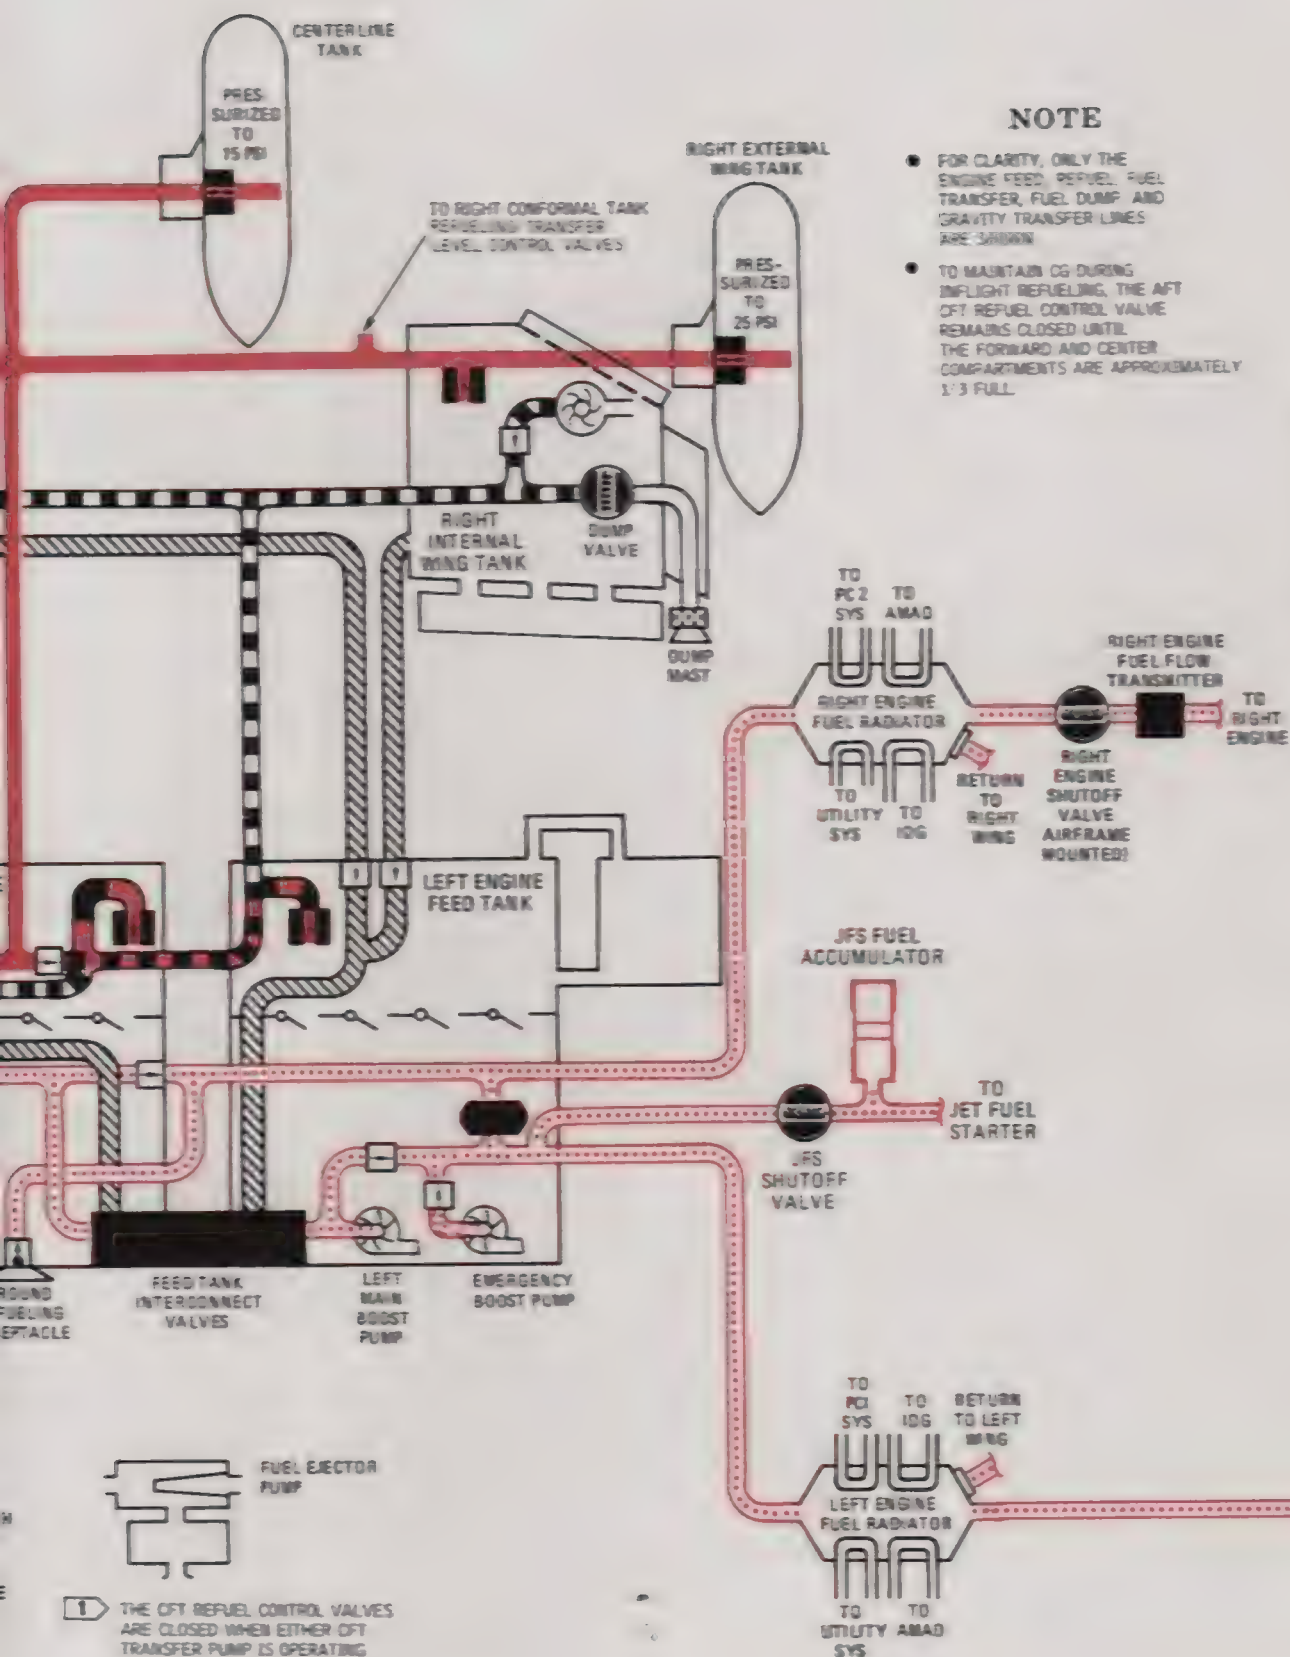 CENTERLINE
TANK
PRES-
SURIZED
TO
15 PSI
NOTE
● FOR CLARITY, ONLY THE
ENGINE FEED, REFUEL, FUEL
TRANSFER, FUEL DUMP AND
GRAVITY TRANSFER LINES
ARE SHOWN
● TO MAINTAIN CG DURING
INFLIGHT REFUELING, THE AFT
CFT REFUEL CONTROL VALVE
REMAINS CLOSED UNTIL
THE FORWARD AND CENTER
COMPARTMENTS ARE APPROXIMATELY
1/3 FULL.
RIGHT EXTERNAL
WING TANK
PRES-
SURIZED
TO
25 PSI
TO RIGHT CONFORMAL TANK
REFUELING TRANSFER
LEVEL CONTROL VALVES
RIGHT
INTERNAL
WING TANK
DUMP
VALVE
DUMP
MAST
TO
PC2
SYS
TO
AMAD
RIGHT ENGINE
FUEL RADIATOR
TO
UTILITY
SYS
TO
IDG
RETURN
TO
RIGHT
WING
RIGHT
ENGINE
SHUTOFF
VALVE
AIRFRAME
MOUNTED)
RIGHT ENGINE
FUEL FLOW
TRANSMITTER
TO
RIGHT
ENGINE
LEFT ENGINE
FEED TANK
JFS FUEL
ACCUMULATOR
TO
JET FUEL
STARTER
JFS
SHUTOFF
VALVE
ROUND
FUELING
EPTACLE
FEED TANK
INTERCONNECT
VALVES
LEFT
MAIN
BOOST
PUMP
EMERGENCY
BOOST PUMP
TO
PC1
SYS
TO
IDG
RETURN
TO LEFT
WING
LEFT ENGINE
FUEL RADIATOR
TO
UTILITY
SYS
TO
AMAD
FUEL EJECTOR
PUMP
1 THE CFT REFUEL CONTROL VALVES
ARE CLOSED WHEN EITHER CFT
TRANSFER PUMP IS OPERATING